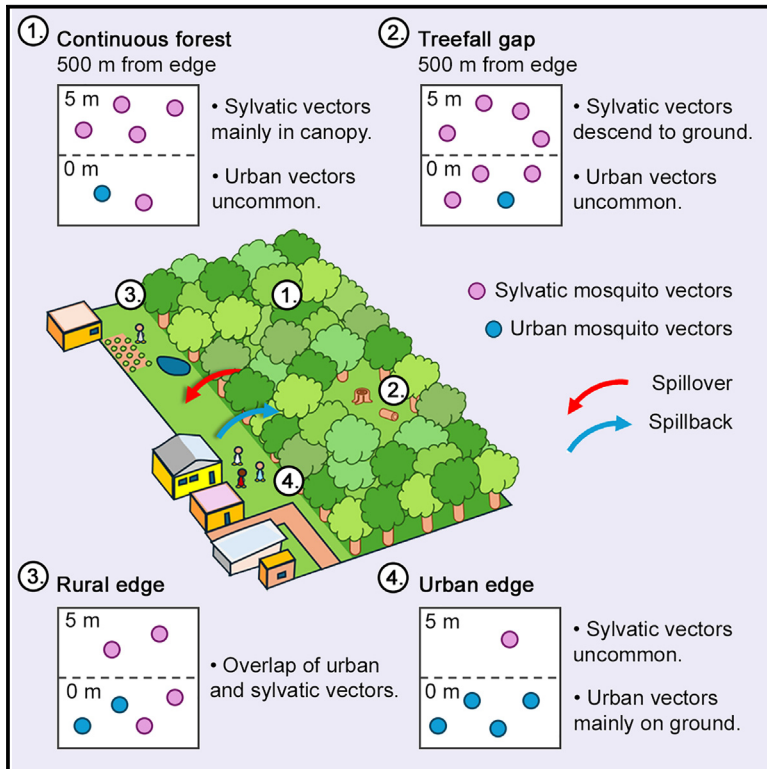 1. Continuous forest
500 m from edge
5 m
0 m
• Sylvatic vectors
mainly in canopy.
• Urban vectors
uncommon.
2. Treefall gap
500 m from edge
5 m
0 m
• Sylvatic vectors
descend to ground.
• Urban vectors
uncommon.
3.
1.
2.
4.
Sylvatic mosquito vectors
Urban mosquito vectors
Spillover
Spillback
3. Rural edge
5 m
0 m
• Overlap of urban
and sylvatic vectors.
4. Urban edge
5 m
0 m
• Sylvatic vectors
uncommon.
• Urban vectors
mainly on ground.